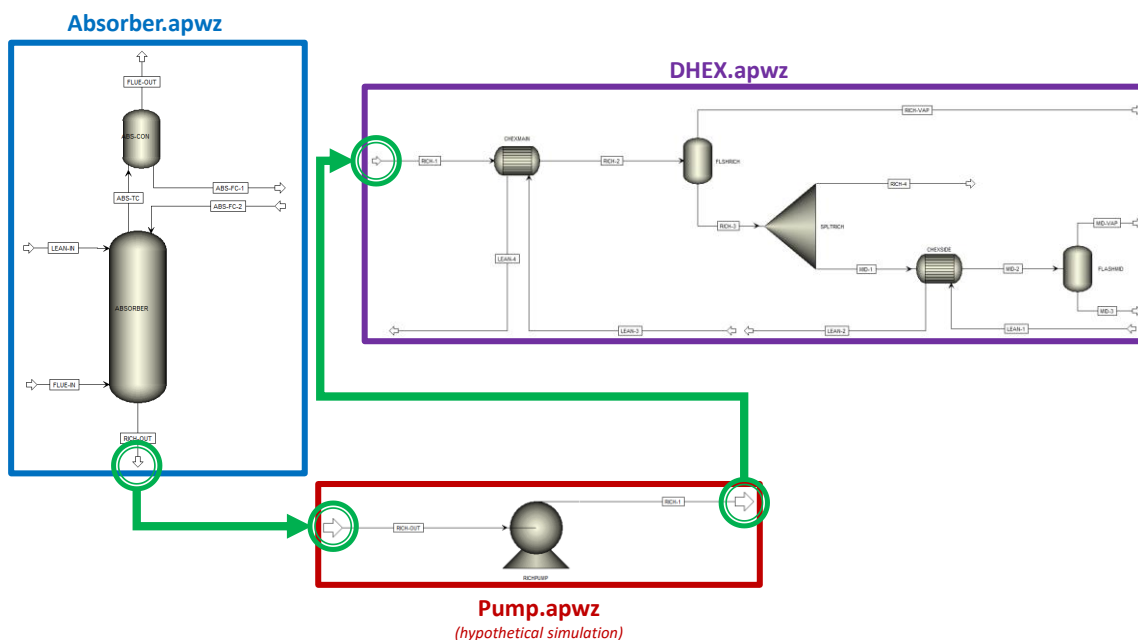 Absorber.apwz
FLUE-OUT
ABS-CON
ABS-TC
ABS-FC-1
ABS-FC-2
LEAN-IN
ABSORBER
FLUE-IN
RICH-OUT
DHEX.apwz
RICH-VAP
CHEXMAIN
RICH-1
RICH-2
FLSHRICH
RICH-4
RICH-3
SPLTRICH
MID-VAP
CHEXSIDE
MID-1
MID-2
FLASHMID
LEAN-4
MID-3
LEAN-3
LEAN-2
LEAN-1
RICH-1
RICH-OUT
RICHPUMP
Pump.apwz
(hypothetical simulation)